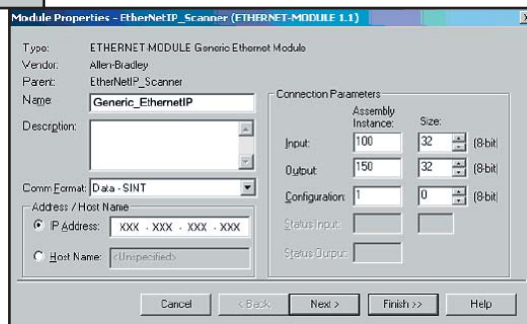 Module Properties - EtherNetIP_Scanner (ETHERNET-MODULE 1.1)
Type: ETHERNET-MODULE Generic Ethernet Module
Vendor: Allen-Bradley
Parent: EtherNetIP_Scanner
Name: Generic_EthernetIP
Description:
Comm Format: Data - SINT
Address / Host Name
IP Address: XXX . XXX . XXX . XXX
Host Name: <Unspecified>
Connection Parameters
Assembly Instance: Size:
Input: 100 32 (8-bit)
Output: 150 32 (8-bit)
Configuration: 1 0 (8-bit)
Status Input:
Status Output:
Cancel < Back Next > Finish >> Help